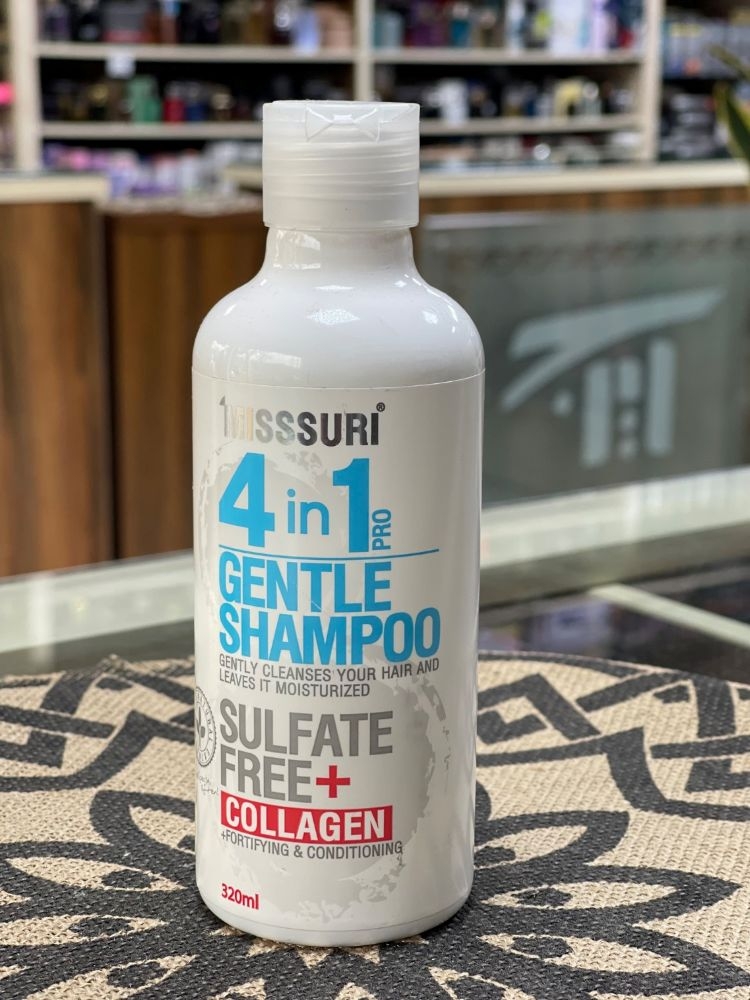 MISSSURI®
4 in 1 PRO
GENTLE
SHAMPOO
GENTLY CLEANSES YOUR HAIR AND
LEAVES IT MOISTURIZED
SULFATE
FREE+
COLLAGEN
+FORTIFYING & CONDITIONING
320ml